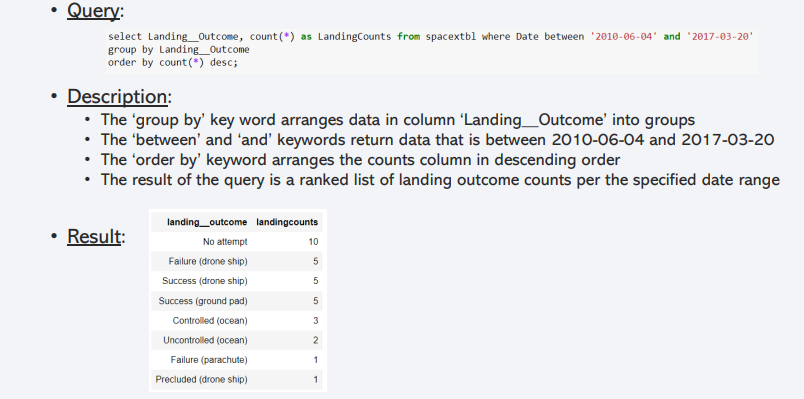 • Query:
select Landing__Outcome, count(*) as LandingCounts from spacextbl where Date between '2010-06-04' and '2017-03-20'
group by Landing__Outcome
order by count(*) desc;
• Description:
• The ‘group by’ key word arranges data in column ‘Landing__Outcome’ into groups
• The ‘between’ and ‘and’ keywords return data that is between 2010-06-04 and 2017-03-20
• The ‘order by’ keyword arranges the counts column in descending order
• The result of the query is a ranked list of landing outcome counts per the specified date range
• Result:
landing__outcome landingcounts
No attempt 10
Failure (drone ship) 5
Success (drone ship) 5
Success (ground pad) 5
Controlled (ocean) 3
Uncontrolled (ocean) 2
Failure (parachute) 1
Precluded (drone ship) 1